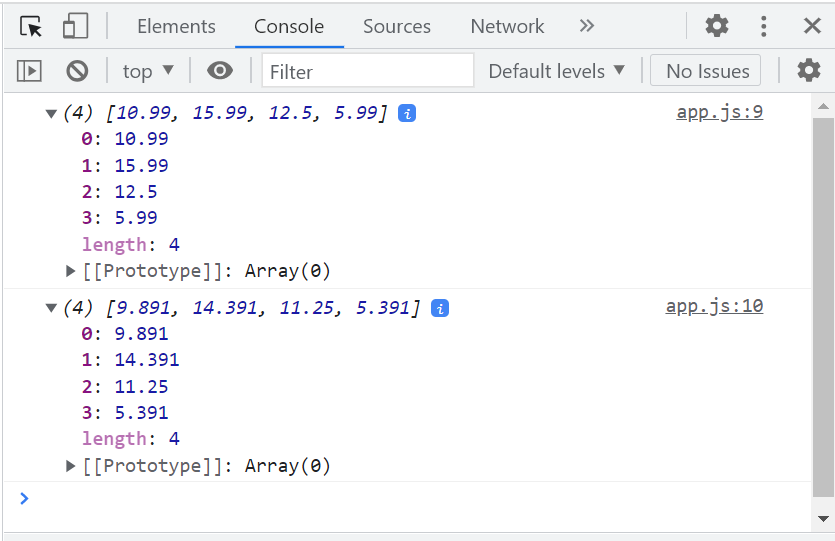 Elements Console Sources Network »
top ▼ Filter Default levels ▼ No Issues
▼(4) [10.99, 15.99, 12.5, 5.99] i app.js:9
0: 10.99
1: 15.99
2: 12.5
3: 5.99
length: 4
▶[[Prototype]]: Array(0)
▼(4) [9.891, 14.391, 11.25, 5.391] i app.js:10
0: 9.891
1: 14.391
2: 11.25
3: 5.391
length: 4
▶[[Prototype]]: Array(0)
>